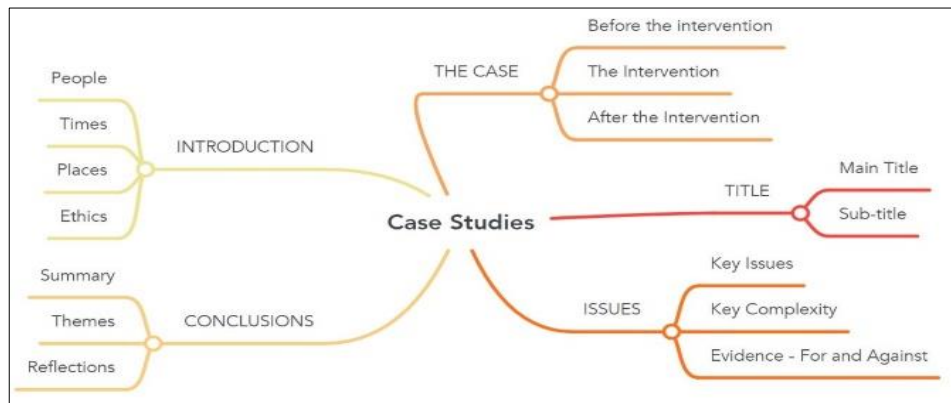 Case Studies
THE CASE
Before the intervention
The Intervention
After the Intervention
TITLE
Main Title
Sub-title
ISSUES
Key Issues
Key Complexity
Evidence - For and Against
INTRODUCTION
People
Times
Places
Ethics
CONCLUSIONS
Summary
Themes
Reflections